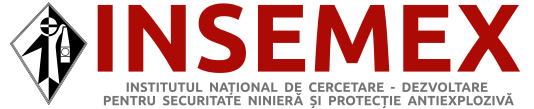 INSEMEX
INSTITUTUL NAȚIONAL DE CERCETARE - DEZVOLTARE
PENTRU SECURITATE NINIERĂ ȘI PROTECȚIE ANTIEXPLOZIVĂ